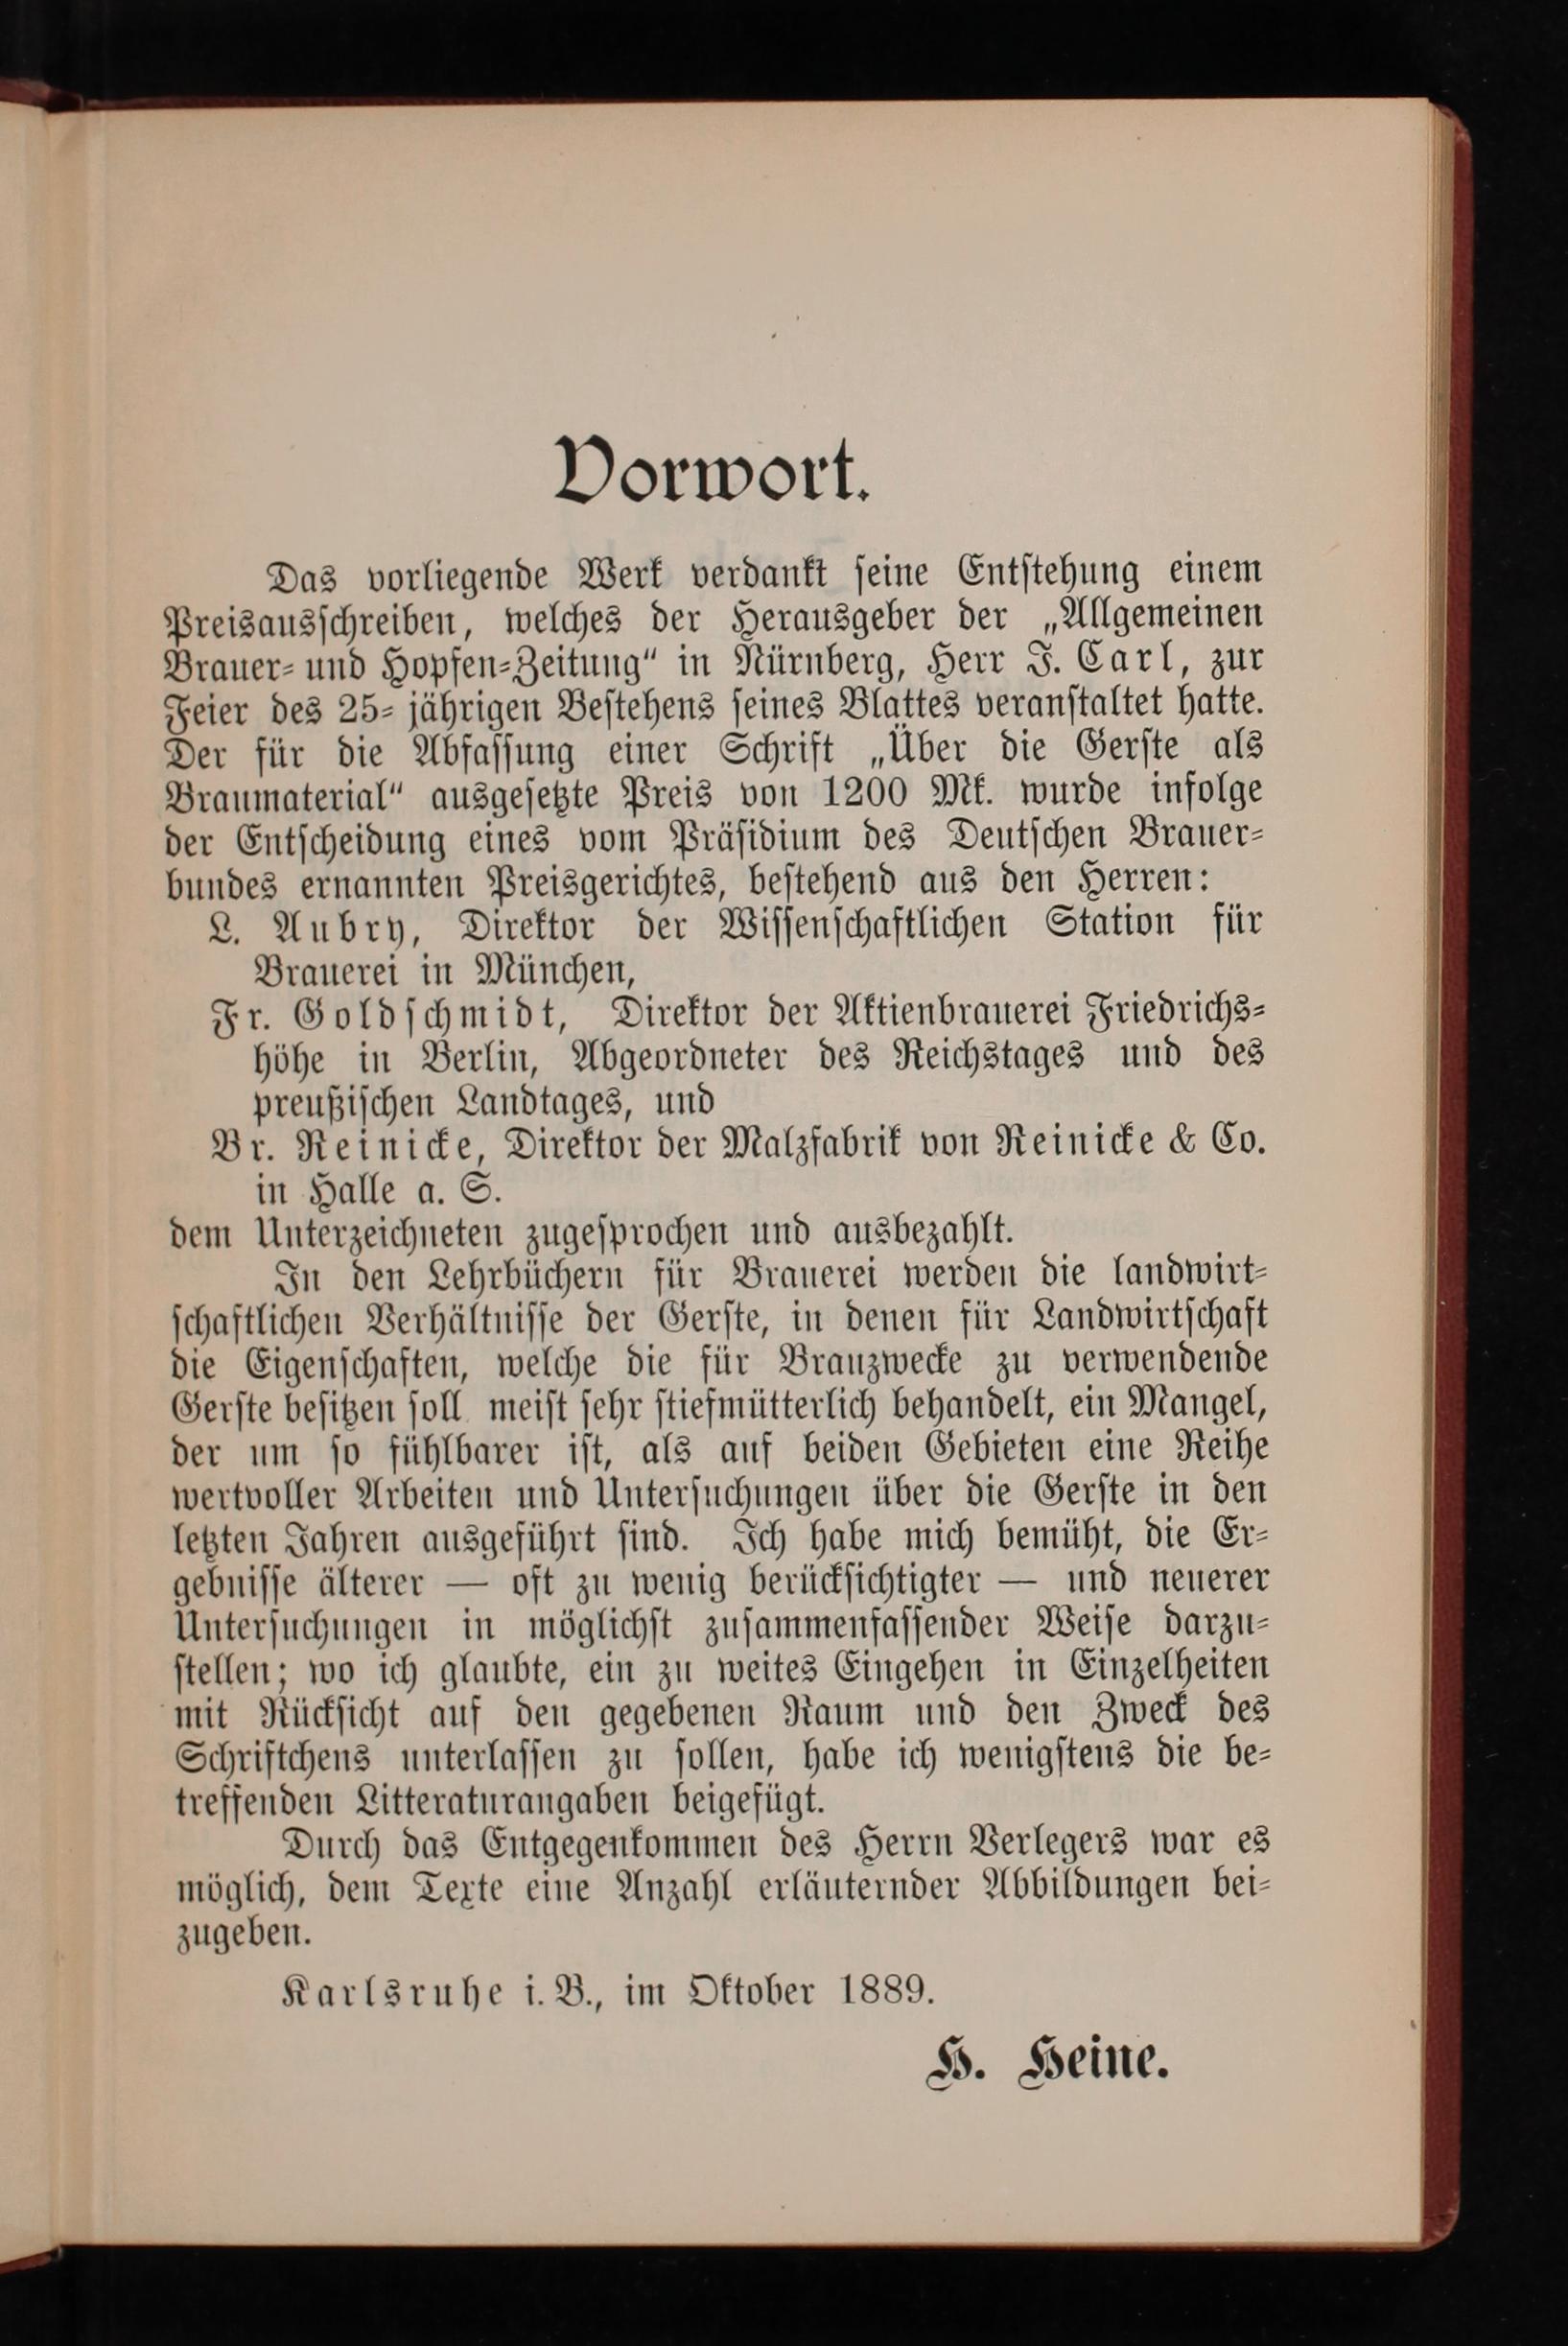 Vorwort.
Das vorliegende Werk verdankt ſeine Entſtehung einem
Preisausſchreiben, welches der Herausgeber der „Allgemeinen
Brauer- und Hopfen-Zeitung“ in Nürnberg, Herr J. Carl, zur
Feier des 25- jährigen Beſtehens ſeines Blattes veranſtaltet hatte.
Der für die Abfaſſung einer Schrift „Über die Gerſte als
Braumaterial“ ausgeſetzte Preis von 1200 Mk. wurde infolge
der Entſcheidung eines vom Präſidium des Deutſchen Brauer-
bundes ernannten Preisgerichtes, beſtehend aus den Herren:
L. Aubry, Direktor der Wiſſenſchaftlichen Station für
Brauerei in München,
Fr. Goldſchmidt, Direktor der Aktienbrauerei Friedrichs-
höhe in Berlin, Abgeordneter des Reichstages und des
preußiſchen Landtages, und
Br. Reinicke, Direktor der Malzfabrik von Reinicke & Co.
in Halle a. S.
dem Unterzeichneten zugeſprochen und ausbezahlt.
In den Lehrbüchern für Brauerei werden die landwirt-
ſchaftlichen Verhältniſſe der Gerſte, in denen für Landwirtſchaft
die Eigenſchaften, welche die für Brauzwecke zu verwendende
Gerſte beſitzen ſoll meiſt ſehr ſtiefmütterlich behandelt, ein Mangel,
der um ſo fühlbarer iſt, als auf beiden Gebieten eine Reihe
wertvoller Arbeiten und Unterſuchungen über die Gerſte in den
letzten Jahren ausgeführt ſind. Ich habe mich bemüht, die Er-
gebniſſe älterer — oft zu wenig berückſichtigter — und neuerer
Unterſuchungen in möglichſt zuſammenfaſſender Weiſe darzu-
ſtellen; wo ich glaubte, ein zu weites Eingehen in Einzelheiten
mit Rückſicht auf den gegebenen Raum und den Zweck des
Schriftchens unterlaſſen zu ſollen, habe ich wenigſtens die be-
treffenden Litteraturangaben beigefügt.
Durch das Entgegenkommen des Herrn Verlegers war es
möglich, dem Texte eine Anzahl erläuternder Abbildungen bei-
zugeben.
Karlsruhe i. B., im Oktober 1889.
H. Heine.